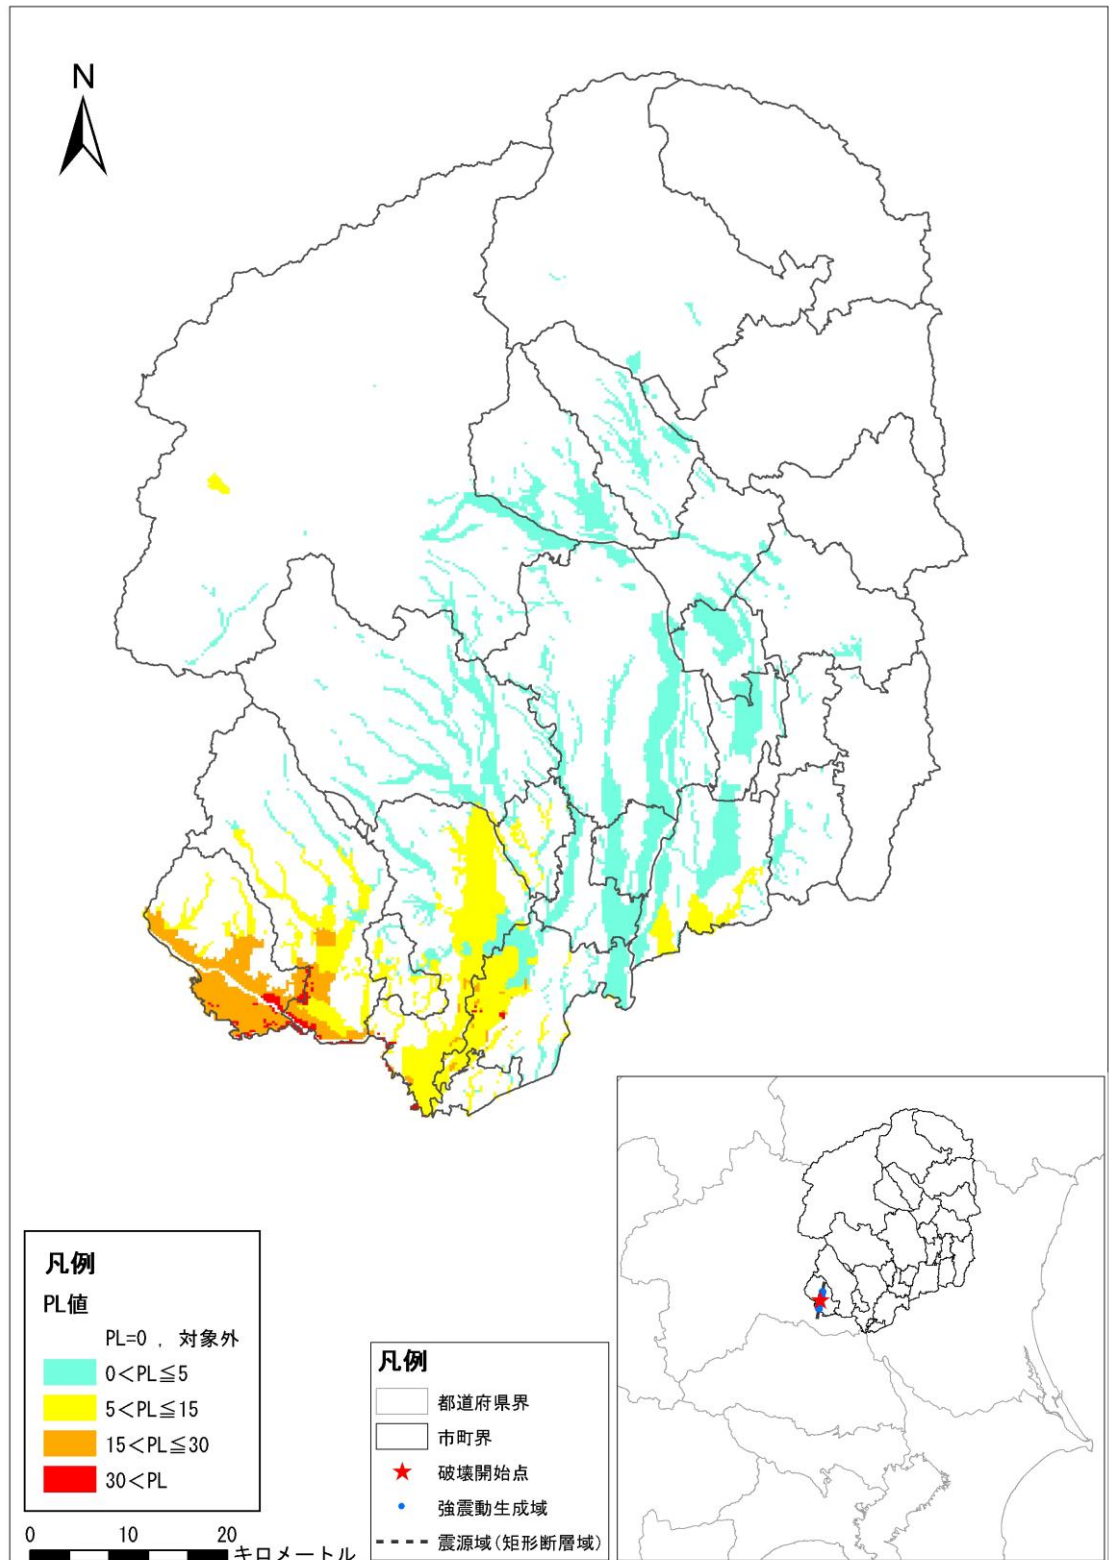 N
凡例
PL値
PL=0 , 対象外
0<PL≦5
5<PL≦15
15<PL≦30
30<PL
0 10 20
キロメートル
凡例
都道府県界
市町界
破壊開始点
強震動生成域
震源域(矩形断層域)